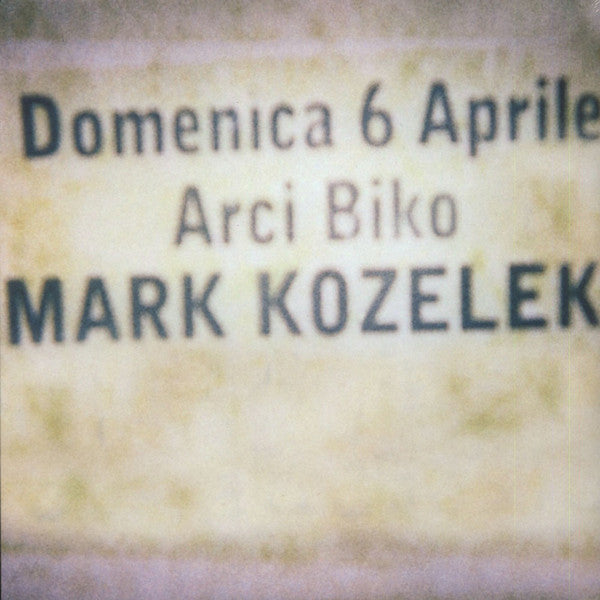 Domenica 6 Aprile
Arci Biko
MARK KOZELEK